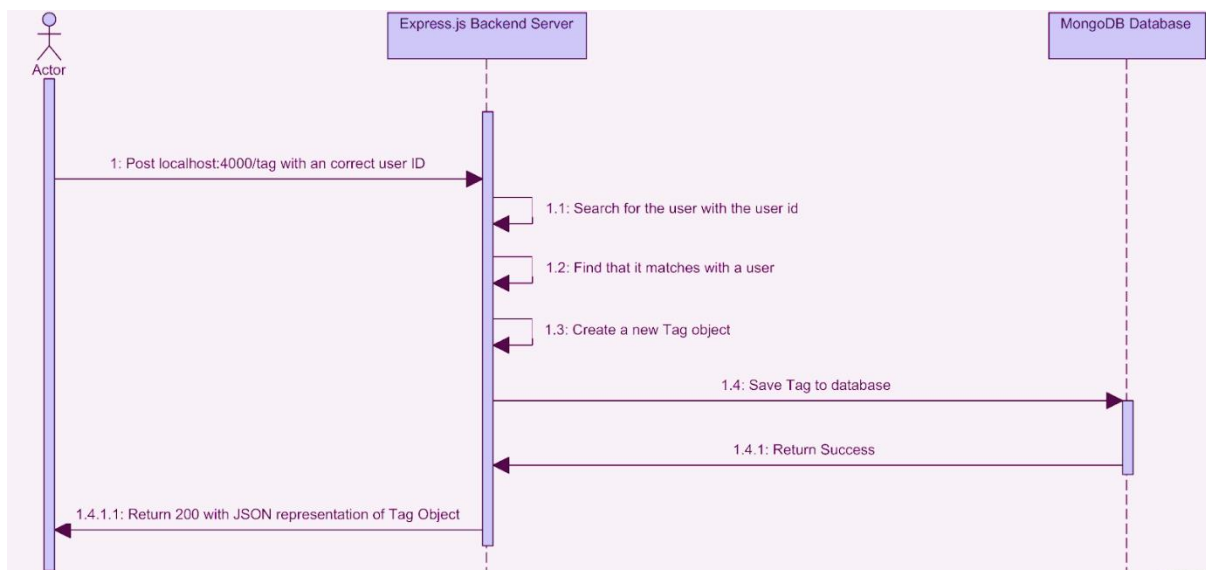 Express.js Backend Server
MongoDB Database
Actor
1: Post localhost:4000/tag with an correct user ID
1.1: Search for the user with the user id
1.2: Find that it matches with a user
1.3: Create a new Tag object
1.4: Save Tag to database
1.4.1: Return Success
1.4.1.1: Return 200 with JSON representation of Tag Object